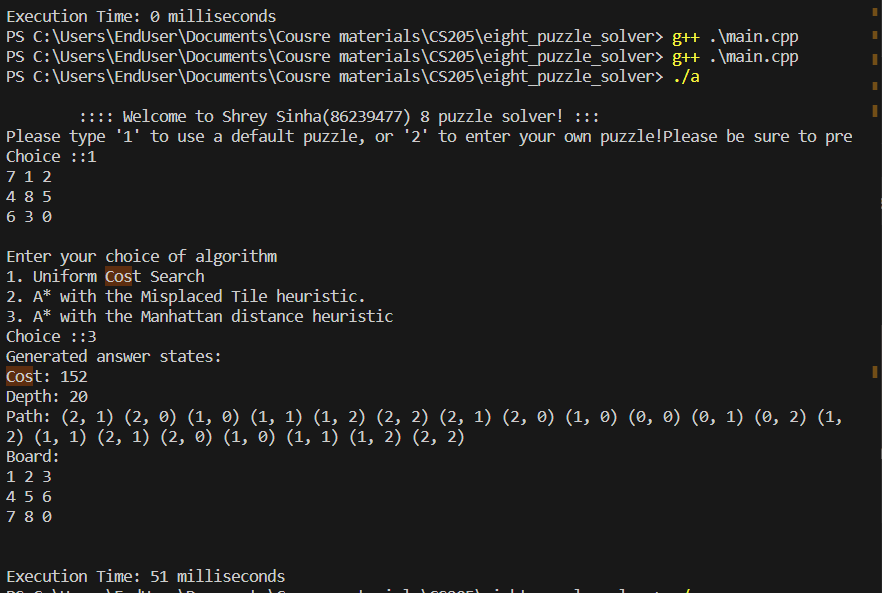 Execution Time: 0 milliseconds
PS C:\Users\EndUser\Documents\Cousre materials\CS205\eight_puzzle_solver> g++ .\main.cpp
PS C:\Users\EndUser\Documents\Cousre materials\CS205\eight_puzzle_solver> g++ .\main.cpp
PS C:\Users\EndUser\Documents\Cousre materials\CS205\eight_puzzle_solver> ./a
:::: Welcome to Shrey Sinha(86239477) 8 puzzle solver! :::
Please type '1' to use a default puzzle, or '2' to enter your own puzzle!Please be sure to pre
Choice ::1
7 1 2
4 8 5
6 3 0
Enter your choice of algorithm
1. Uniform Cost Search
2. A* with the Misplaced Tile heuristic.
3. A* with the Manhattan distance heuristic
Choice ::3
Generated answer states:
Cost: 152
Depth: 20
Path: (2, 1) (2, 0) (1, 0) (1, 1) (1, 2) (2, 2) (2, 1) (2, 0) (1, 0) (0, 0) (0, 1) (0, 2) (1,
2) (1, 1) (2, 1) (2, 0) (1, 0) (1, 1) (1, 2) (2, 2)
Board:
1 2 3
4 5 6
7 8 0
Execution Time: 51 milliseconds